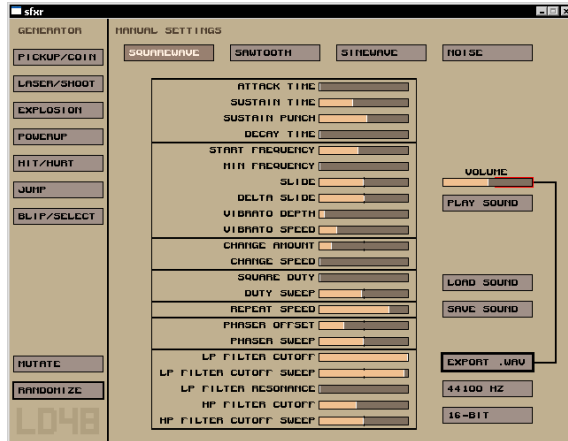 sfxr
GENERATOR
MANUAL SETTINGS
PICKUP/COIN
LASER/SHOOT
EXPLOSION
POWERUP
HIT/HURT
JUMP
BLIP/SELECT
MUTATE
RANDOMIZE
LD48
SQUAREWAVE
SAWTOOTH
SINEWAVE
NOISE
ATTACK TIME
SUSTAIN TIME
SUSTAIN PUNCH
DECAY TIME
START FREQUENCY
MIN FREQUENCY
SLIDE
DELTA SLIDE
VIBRATO DEPTH
VIBRATO SPEED
CHANGE AMOUNT
CHANGE SPEED
SQUARE DUTY
DUTY SWEEP
REPEAT SPEED
PHASER OFFSET
PHASER SWEEP
LP FILTER CUTOFF
LP FILTER CUTOFF SWEEP
LP FILTER RESONANCE
HP FILTER CUTOFF
HP FILTER CUTOFF SWEEP
VOLUME
PLAY SOUND
LOAD SOUND
SAVE SOUND
EXPORT .WAV
44100 HZ
16-BIT